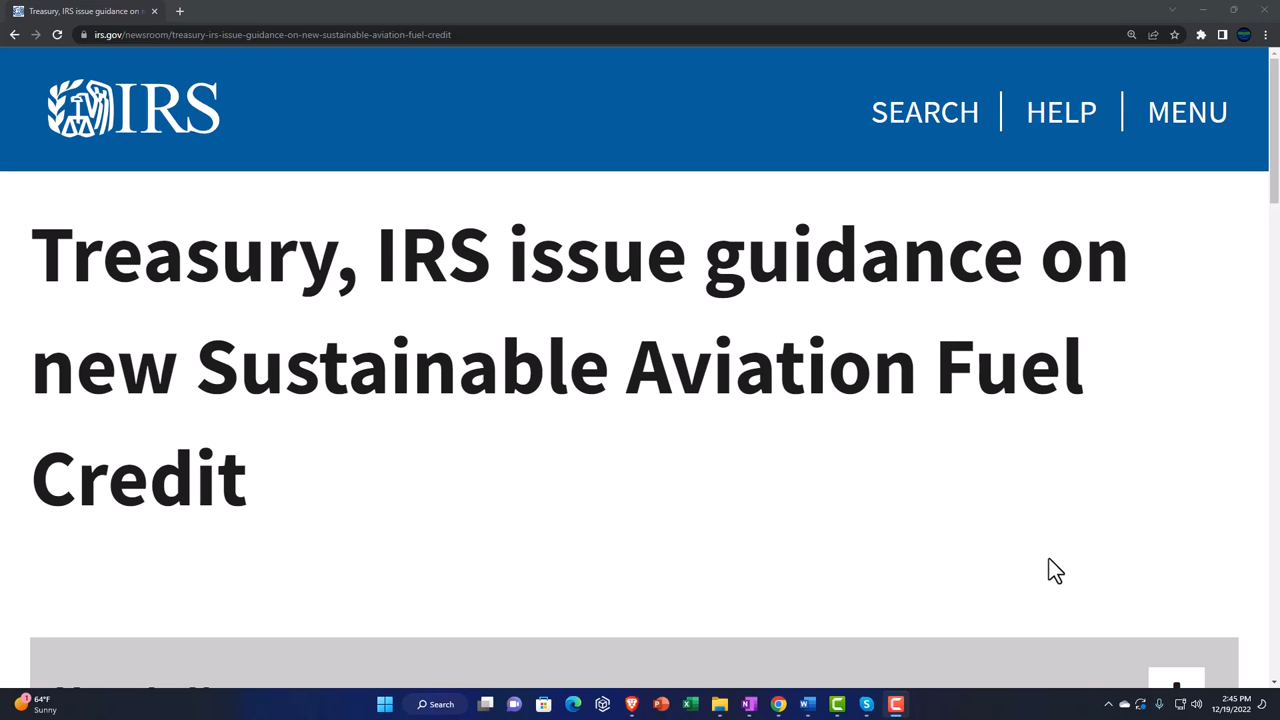 Treasury, IRS issue guidance on n
irs.gov/newsroom/treasury-irs-issue-guidance-on-new-sustainable-aviation-fuel-credit
IRS
SEARCH
HELP
MENU
Treasury, IRS issue guidance on
new Sustainable Aviation Fuel
Credit
1
64°F
Sunny
Search
2:45 PM
12/19/2022